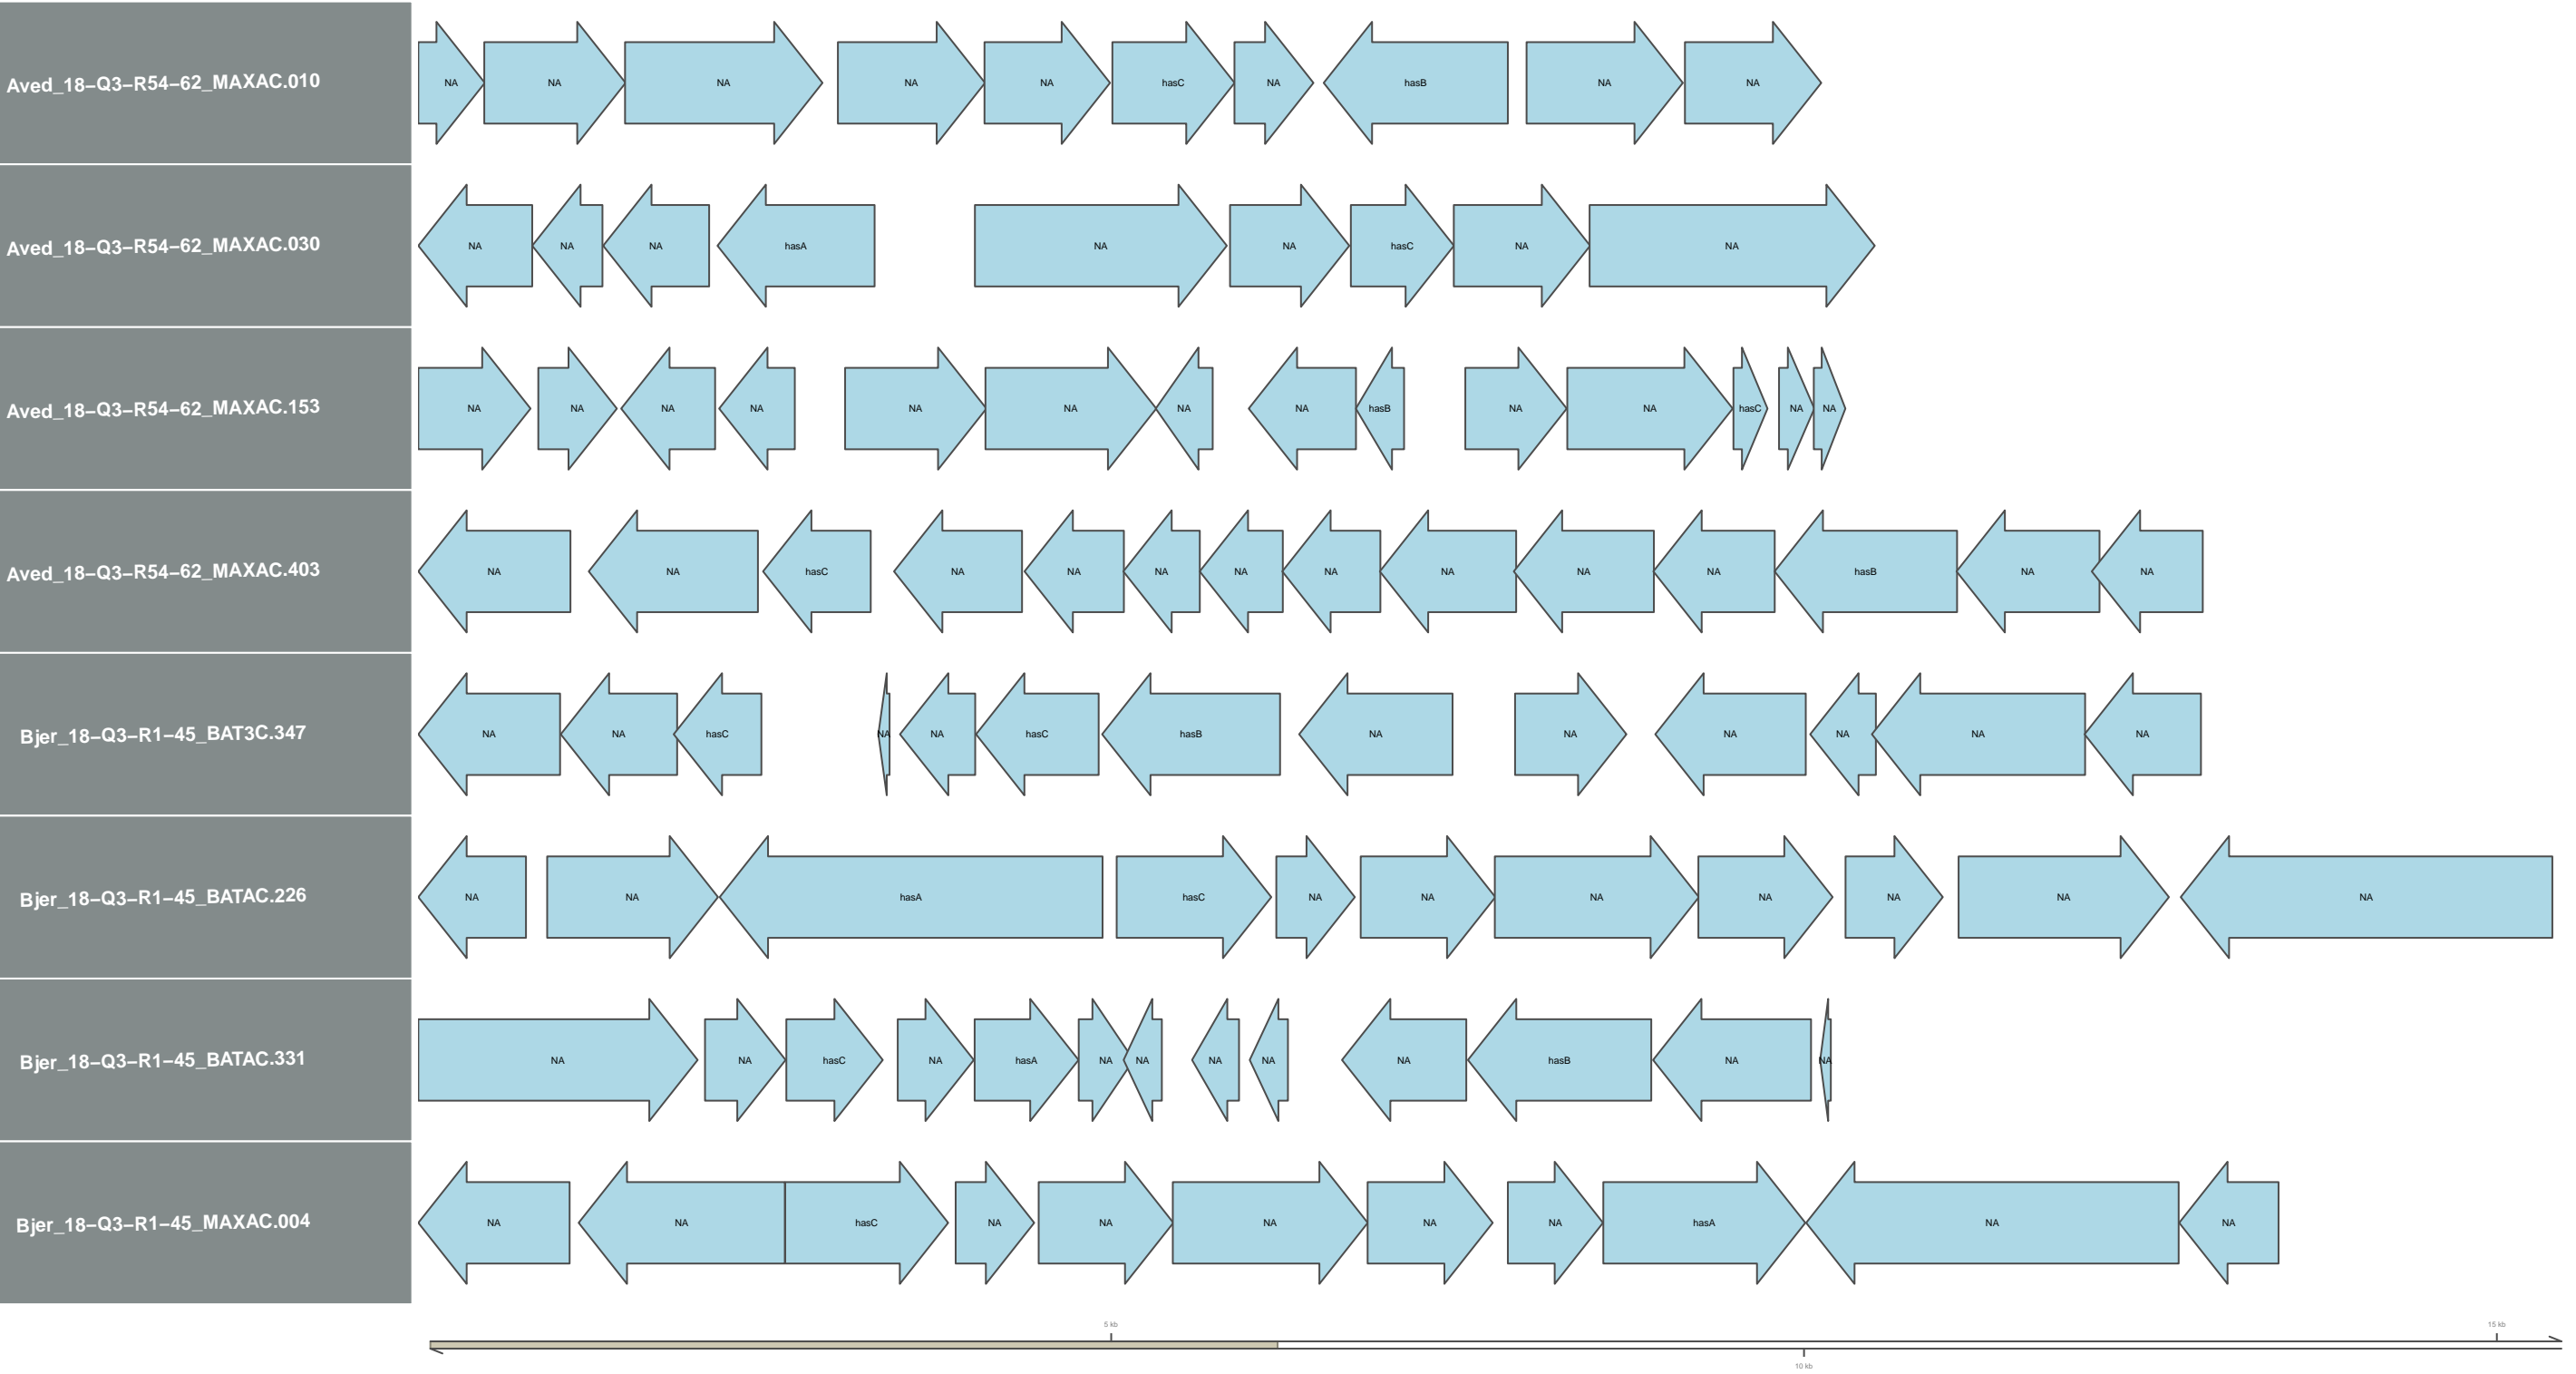 Aved_18–Q3–R54–62_MAXAC.010 NA NA NA NA NA hasC NA hasB NA NA
Aved_18–Q3–R54–62_MAXAC.030 NA NA NA hasA NA NA hasC NA NA
Aved_18–Q3–R54–62_MAXAC.153 NA NA NA NA NA NA NA NA hasB NA NA hasC NA NA
Aved_18–Q3–R54–62_MAXAC.403 NA NA hasC NA NA NA NA NA NA NA NA hasB NA NA
Bjer_18–Q3–R1–45_BAT3C.347 NA NA hasC NA NA hasC hasB NA NA NA NA NA NA
Bjer_18–Q3–R1–45_BATAC.226 NA NA hasA hasC NA NA NA NA NA NA NA
Bjer_18–Q3–R1–45_BATAC.331 NA NA hasC NA hasA NA NA NA NA NA hasB NA NA
Bjer_18–Q3–R1–45_MAXAC.004 NA NA hasC NA NA NA NA NA hasA NA NA
5 kb 15 kb
10 kb